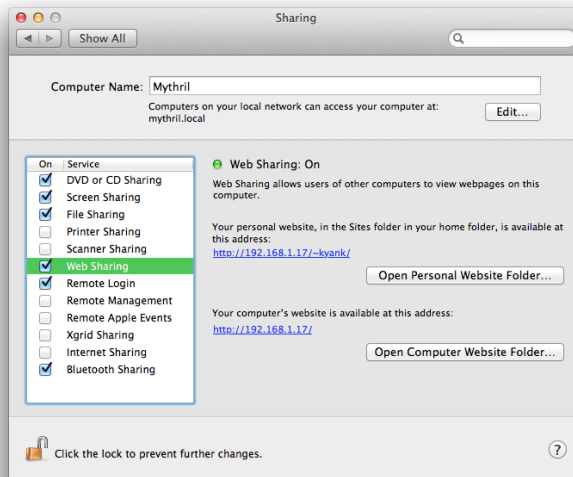 Sharing
Show All
Computer Name: Mythril
Computers on your local network can access your computer at:
mythril.local
Edit...
On Service
DVD or CD Sharing
Screen Sharing
File Sharing
Printer Sharing
Scanner Sharing
Web Sharing
Remote Login
Remote Management
Remote Apple Events
Xgrid Sharing
Internet Sharing
Bluetooth Sharing
Web Sharing: On
Web Sharing allows users of other computers to view webpages on this
computer.
Your personal website, in the Sites folder in your home folder, is available at
this address:
http://192.168.1.17/~kyank/
Open Personal Website Folder...
Your computer's website is available at this address:
http://192.168.1.17/
Open Computer Website Folder...
Click the lock to prevent further changes.
?